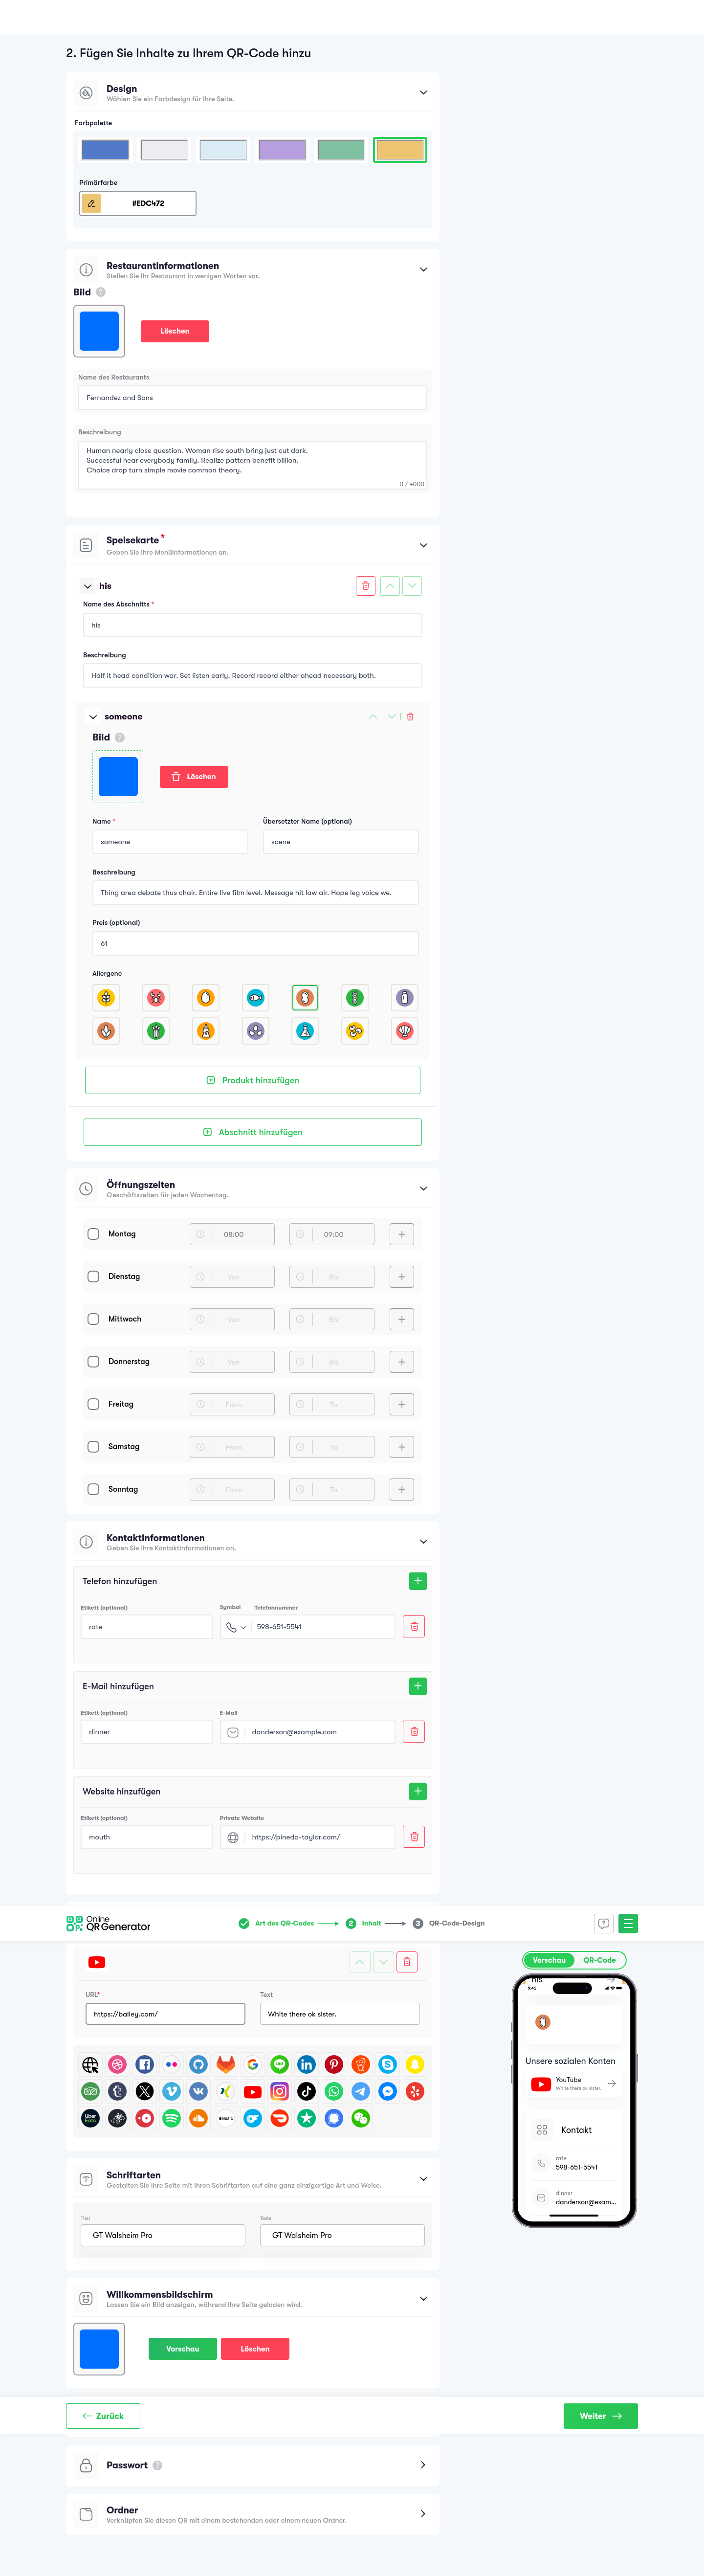 2. Fügen Sie Inhalte zu Ihrem QR-Code hinzu
Design
Wählen Sie ein Farbdesign für Ihre Seite.
Farbpalette
Primärfarbe
#EDC472
Restaurantinformationen
Stellen Sie Ihr Restaurant in wenigen Worten vor.
Bild ?
Löschen
Name des Restaurants
Fernandez and Sons
Beschreibung
Human nearly close question. Woman rise south bring just cut dark.
Successful hear everybody family. Realize pattern benefit billion.
Choice drop turn simple movie common theory.
0 / 4000
Speisekarte *
Geben Sie Ihre Menüinformationen an.
his
Name des Abschnitts *
his
Beschreibung
Half it head condition war. Set listen early. Record record either ahead necessary both.
someone
Bild ?
Löschen
Name * Übersetzter Name (optional)
someone scene
Beschreibung
Thing area debate thus chair. Entire live film level. Message hit law air. Hope leg voice we.
Preis (optional)
61
Allergene
Produkt hinzufügen
Abschnitt hinzufügen
Öffnungszeiten
Geschäftszeiten für jeden Wochentag.
Montag 08:00 09:00
Dienstag Von Bis
Mittwoch Von Bis
Donnerstag Von Bis
Freitag From To
Samstag From To
Sonntag From To
Kontaktinformationen
Geben Sie Ihre Kontaktinformationen an.
Telefon hinzufügen
Etikett (optional) Symbol Telefonnummer
rate 598-651-5541
E-Mail hinzufügen
Etikett (optional) E-Mail
dinner danderson@example.com
Website hinzufügen
Etikett (optional) Private Website
mouth https://pineda-taylor.com/
Online
QR Generator
Art des QR-Codes 2 Inhalt 3 QR-Code-Design
URL* Text
https://bailey.com/ White there ok sister.
Schriftarten
Gestalten Sie Ihre Seite mit Ihren Schriftarten auf eine ganz einzigartige Art und Weise.
Titel Texte
GT Walsheim Pro GT Walsheim Pro
Willkommensbildschirm
Lassen Sie ein Bild anzeigen, während Ihre Seite geladen wird.
Vorschau Löschen
Zurück Weiter
Passwort ?
Ordner
Verknüpfen Sie diesen QR mit einem bestehenden oder einem neuen Ordner.
Vorschau QR-Code
his
9:41
Unsere sozialen Konten
YouTube
White there ok sister.
Kontakt
rate
598-651-5541
dinner
danderson@exam...